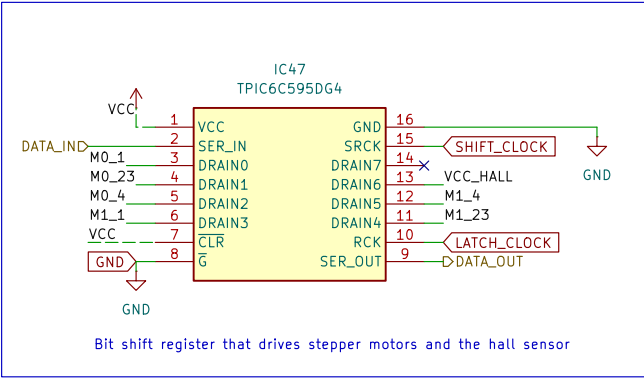 IC47
TPIC6C595DG4
VCC
1 VCC GND 16
DATA_IN 2 SER_IN SRCK 15 SHIFT_CLOCK
M0_1 3 DRAIN0 DRAIN7 14
M0_23 4 DRAIN1 DRAIN6 13 VCC_HALL
M0_4 5 DRAIN2 DRAIN5 12 M1_4
M1_1 6 DRAIN3 DRAIN4 11 M1_23
VCC 7 CLR RCK 10 LATCH_CLOCK
GND 8 G SER_OUT 9 DATA_OUT
GND
GND
Bit shift register that drives stepper motors and the hall sensor